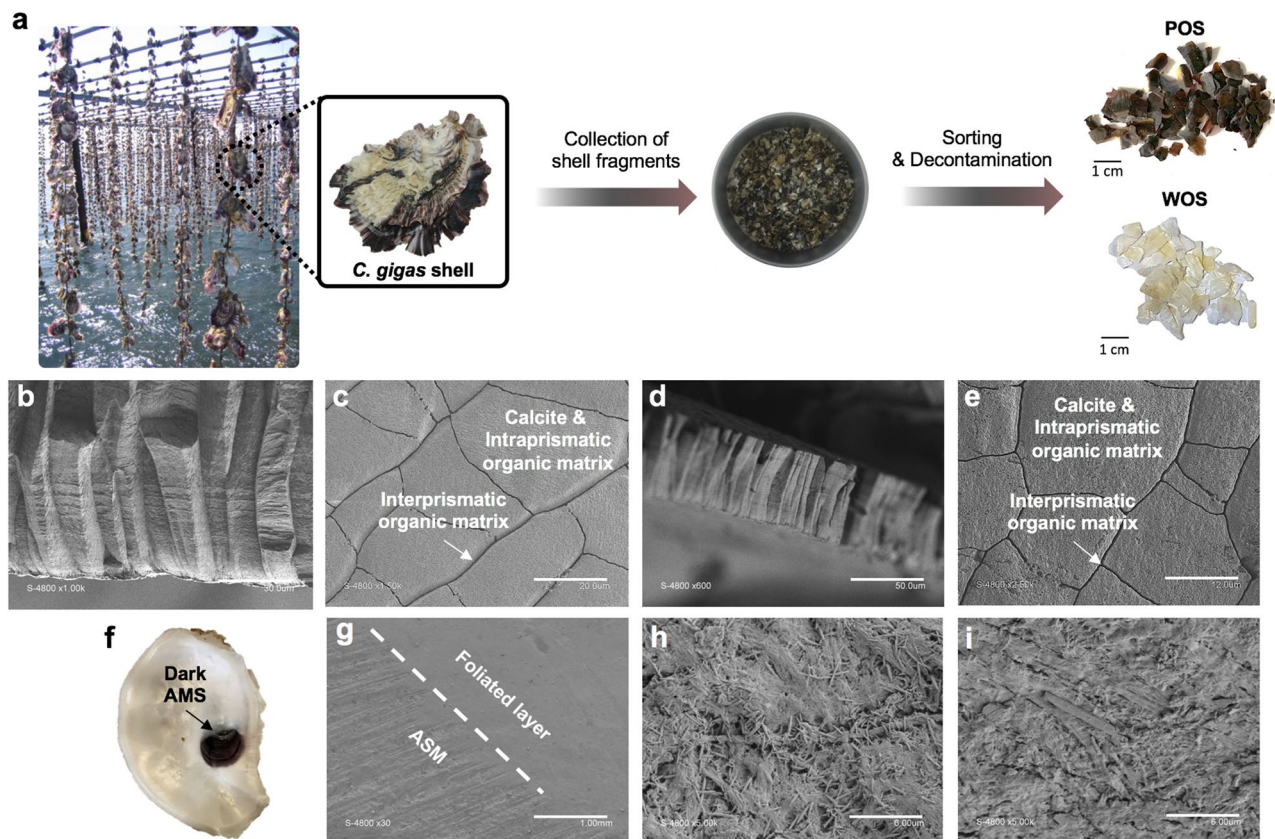 a
C. gigas shell
Collection of
shell fragments
Sorting
& Decontamination
POS
1 cm
WOS
1 cm
b
S-4800 x1.00k
30.0um
c
Calcite &
Intraprismatic
organic matrix
Interprismatic
organic matrix
S-4800 x1.50k
20.0um
d
S-4800 x600
50.0um
e
Calcite &
Intraprismatic
organic matrix
Interprismatic
organic matrix
S-4800 x2.50k
12.0um
f
Dark
AMS
g
Foliated layer
ASM
S-4800 x30
1.00mm
h
S-4800 x5.00k
6.00um
i
S-4800 x5.00k
6.00um